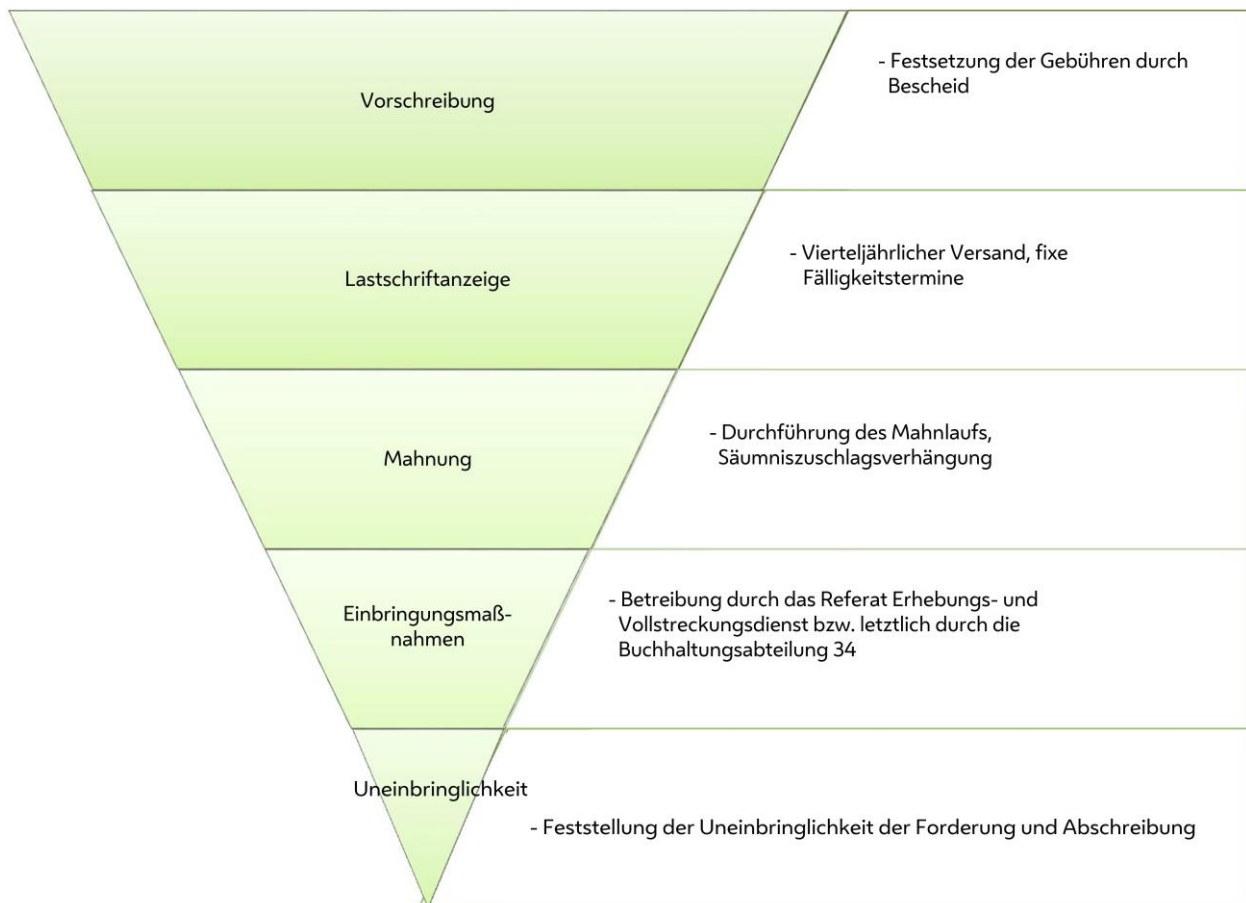 Vorschreibung
- Festsetzung der Gebühren durch
Bescheid
Lastschriftanzeige
- Vierteljährlicher Versand, fixe
Fälligkeitstermine
Mahnung
- Durchführung des Mahnlaufs,
Säumniszuschlagsverhängung
Einbringungsmaß-
nahmen
- Betreibung durch das Referat Erhebungs- und
Vollstreckungsdienst bzw. letztlich durch die
Buchhaltungsabteilung 34
Uneinbringlichkeit
- Feststellung der Uneinbringlichkeit der Forderung und Abschreibung